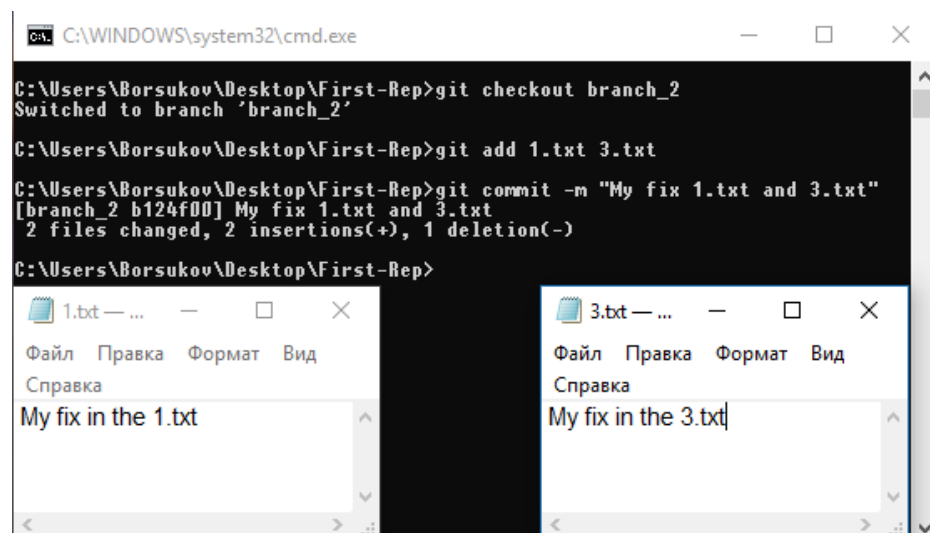 C:\WINDOWS\system32\cmd.exe
C:\Users\Borsukov\Desktop\First-Rep>git checkout branch_2
Switched to branch 'branch_2'
C:\Users\Borsukov\Desktop\First-Rep>git add 1.txt 3.txt
C:\Users\Borsukov\Desktop\First-Rep>git commit -m "My fix 1.txt and 3.txt"
[branch_2 b124f00] My fix 1.txt and 3.txt
2 files changed, 2 insertions(+), 1 deletion(-)
C:\Users\Borsukov\Desktop\First-Rep>
1.txt — ...
Файл Правка Формат Вид
Справка
My fix in the 1.txt
3.txt — ...
Файл Правка Формат Вид
Справка
My fix in the 3.txt